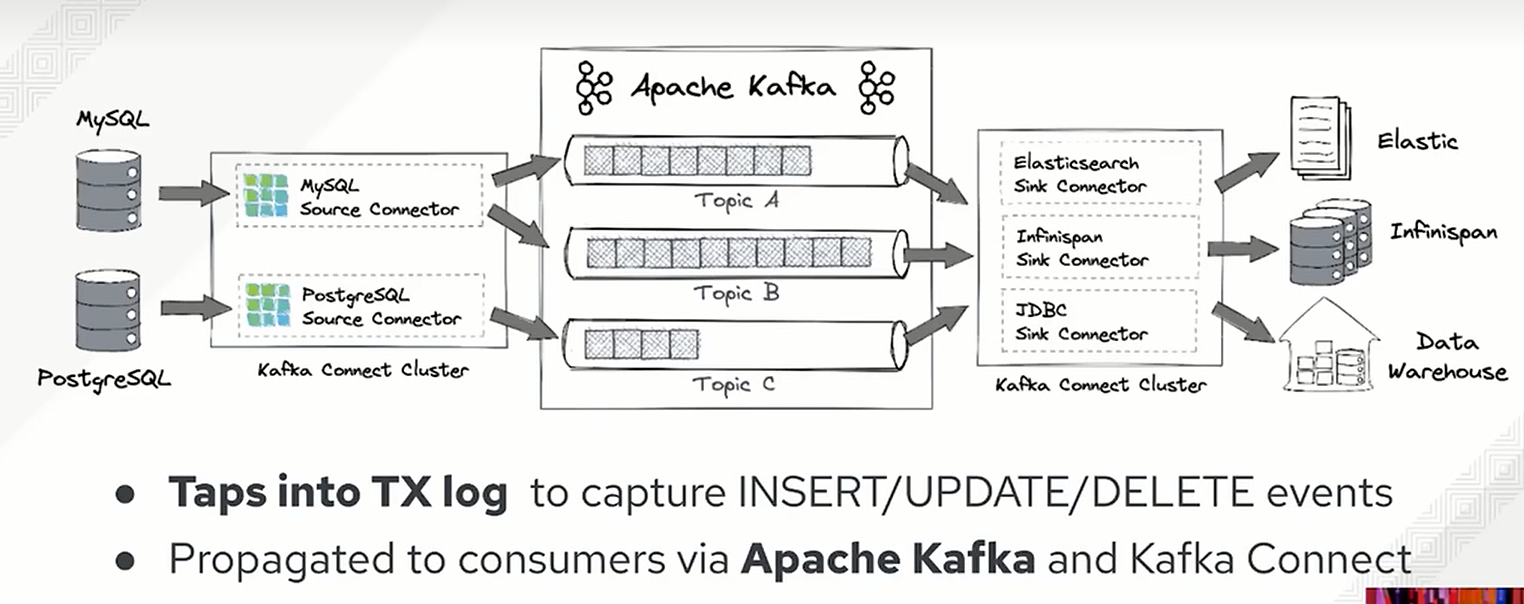 Apache Kafka
MySQL
MySQL
Source Connector
PostgreSQL
Source Connector
Kafka Connect Cluster
PostgreSQL
Topic A
Topic B
Topic C
Elasticsearch
Sink Connector
Infinispan
Sink Connector
JDBC
Sink Connector
Kafka Connect Cluster
Elastic
Infinispan
Data
Warehouse
● Taps into TX log to capture INSERT/UPDATE/DELETE events
● Propagated to consumers via Apache Kafka and Kafka Connect